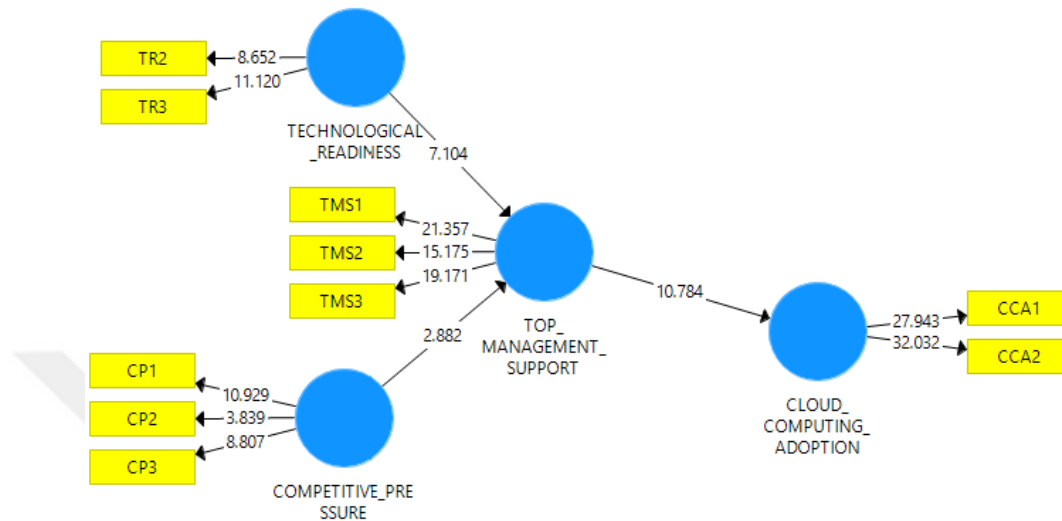 TR2
8.652
11.120
TR3
TECHNOLOGICAL
_READINESS
7.104
TMS1
21.357
TMS2
15.175
19.171
TMS3
TOP_
MANAGEMENT_
SUPPORT
10.784
2.882
CCA1
27.943
32.032
CCA2
CLOUD_
COMPUTING_
ADOPTION
CP1
10.929
CP2
3.839
8.807
CP3
COMPETITIVE_PRE
SSURE